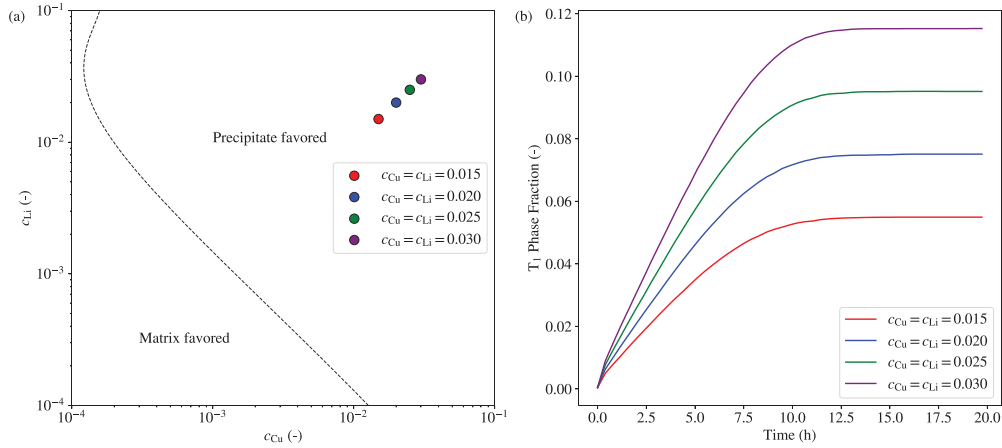 (a)
10⁻¹
10⁻²
10⁻³
10⁻⁴
c_Li (-)
Precipitate favored
Matrix favored
c_Cu = c_Li = 0.015
c_Cu = c_Li = 0.020
c_Cu = c_Li = 0.025
c_Cu = c_Li = 0.030
10⁻⁴
10⁻³
10⁻²
10⁻¹
c_Cu (-)
(b)
0.12
0.10
0.08
0.06
0.04
0.02
0.00
T₁ Phase Fraction (-)
c_Cu = c_Li = 0.015
c_Cu = c_Li = 0.020
c_Cu = c_Li = 0.025
c_Cu = c_Li = 0.030
0.0
2.5
5.0
7.5
10.0
12.5
15.0
17.5
20.0
Time (h)